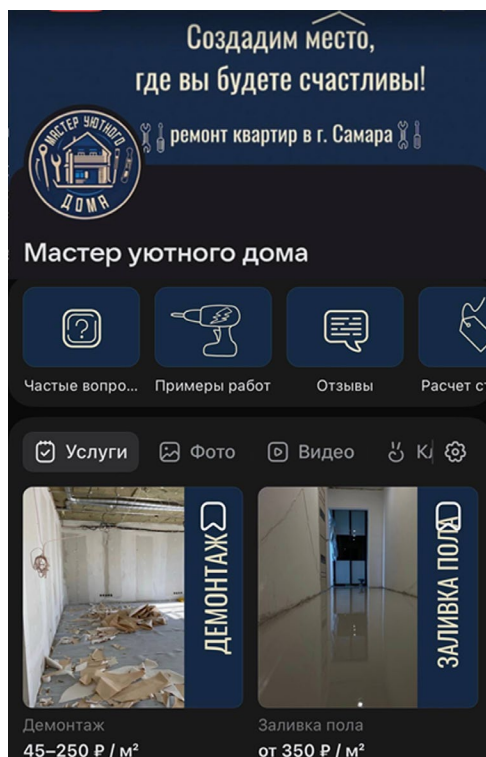 Создадим место,
где вы будете счастливы!
ремонт квартир в г. Самара
МАСТЕР УЮТНОГО
ДОМА
Мастер уютного дома
Частые вопро...
Примеры работ
Отзывы
Расчет ст
Услуги
Фото
Видео
Кл
ДЕМОНТАЖ
ЗАЛИВКА ПОЛА
Демонтаж
Заливка пола
45–250 ₽ / м²
от 350 ₽ / м²